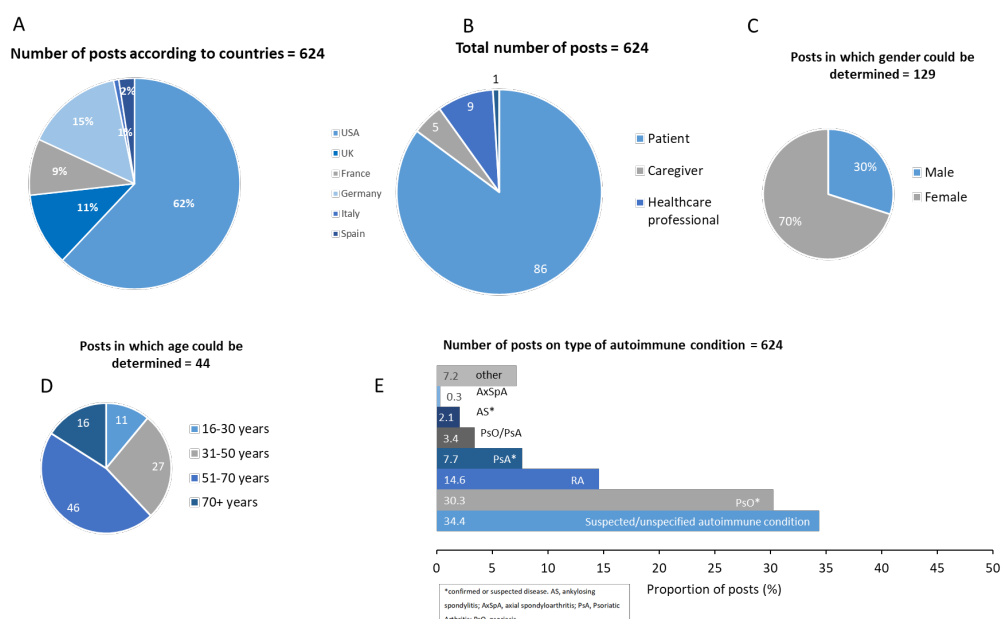 A
Number of posts according to countries = 624
2%
15%
1%
9%
11%
62%
USA
UK
France
Germany
Italy
Spain
B
Total number of posts = 624
1
9
5
86
Patient
Caregiver
Healthcare
professional
C
Posts in which gender could be
determined = 129
30%
70%
Male
Female
Posts in which age could be
determined = 44
D
16
11
27
46
16-30 years
31-50 years
51-70 years
70+ years
E
Number of posts on type of autoimmune condition = 624
7.2 other
0.3 AxSpA
2.1 AS*
3.4 PsO/PsA
7.7 PsA*
14.6 RA
30.3 PsO*
34.4 Suspected/unspecified autoimmune condition
0 5 10 15 20 25 30 35 40 45 50
Proportion of posts (%)
*confirmed or suspected disease. AS, ankylosing
spondylitis; AxSpA, axial spondyloarthritis; PsA, Psoriatic
Arthritis; PsO, psoriasis